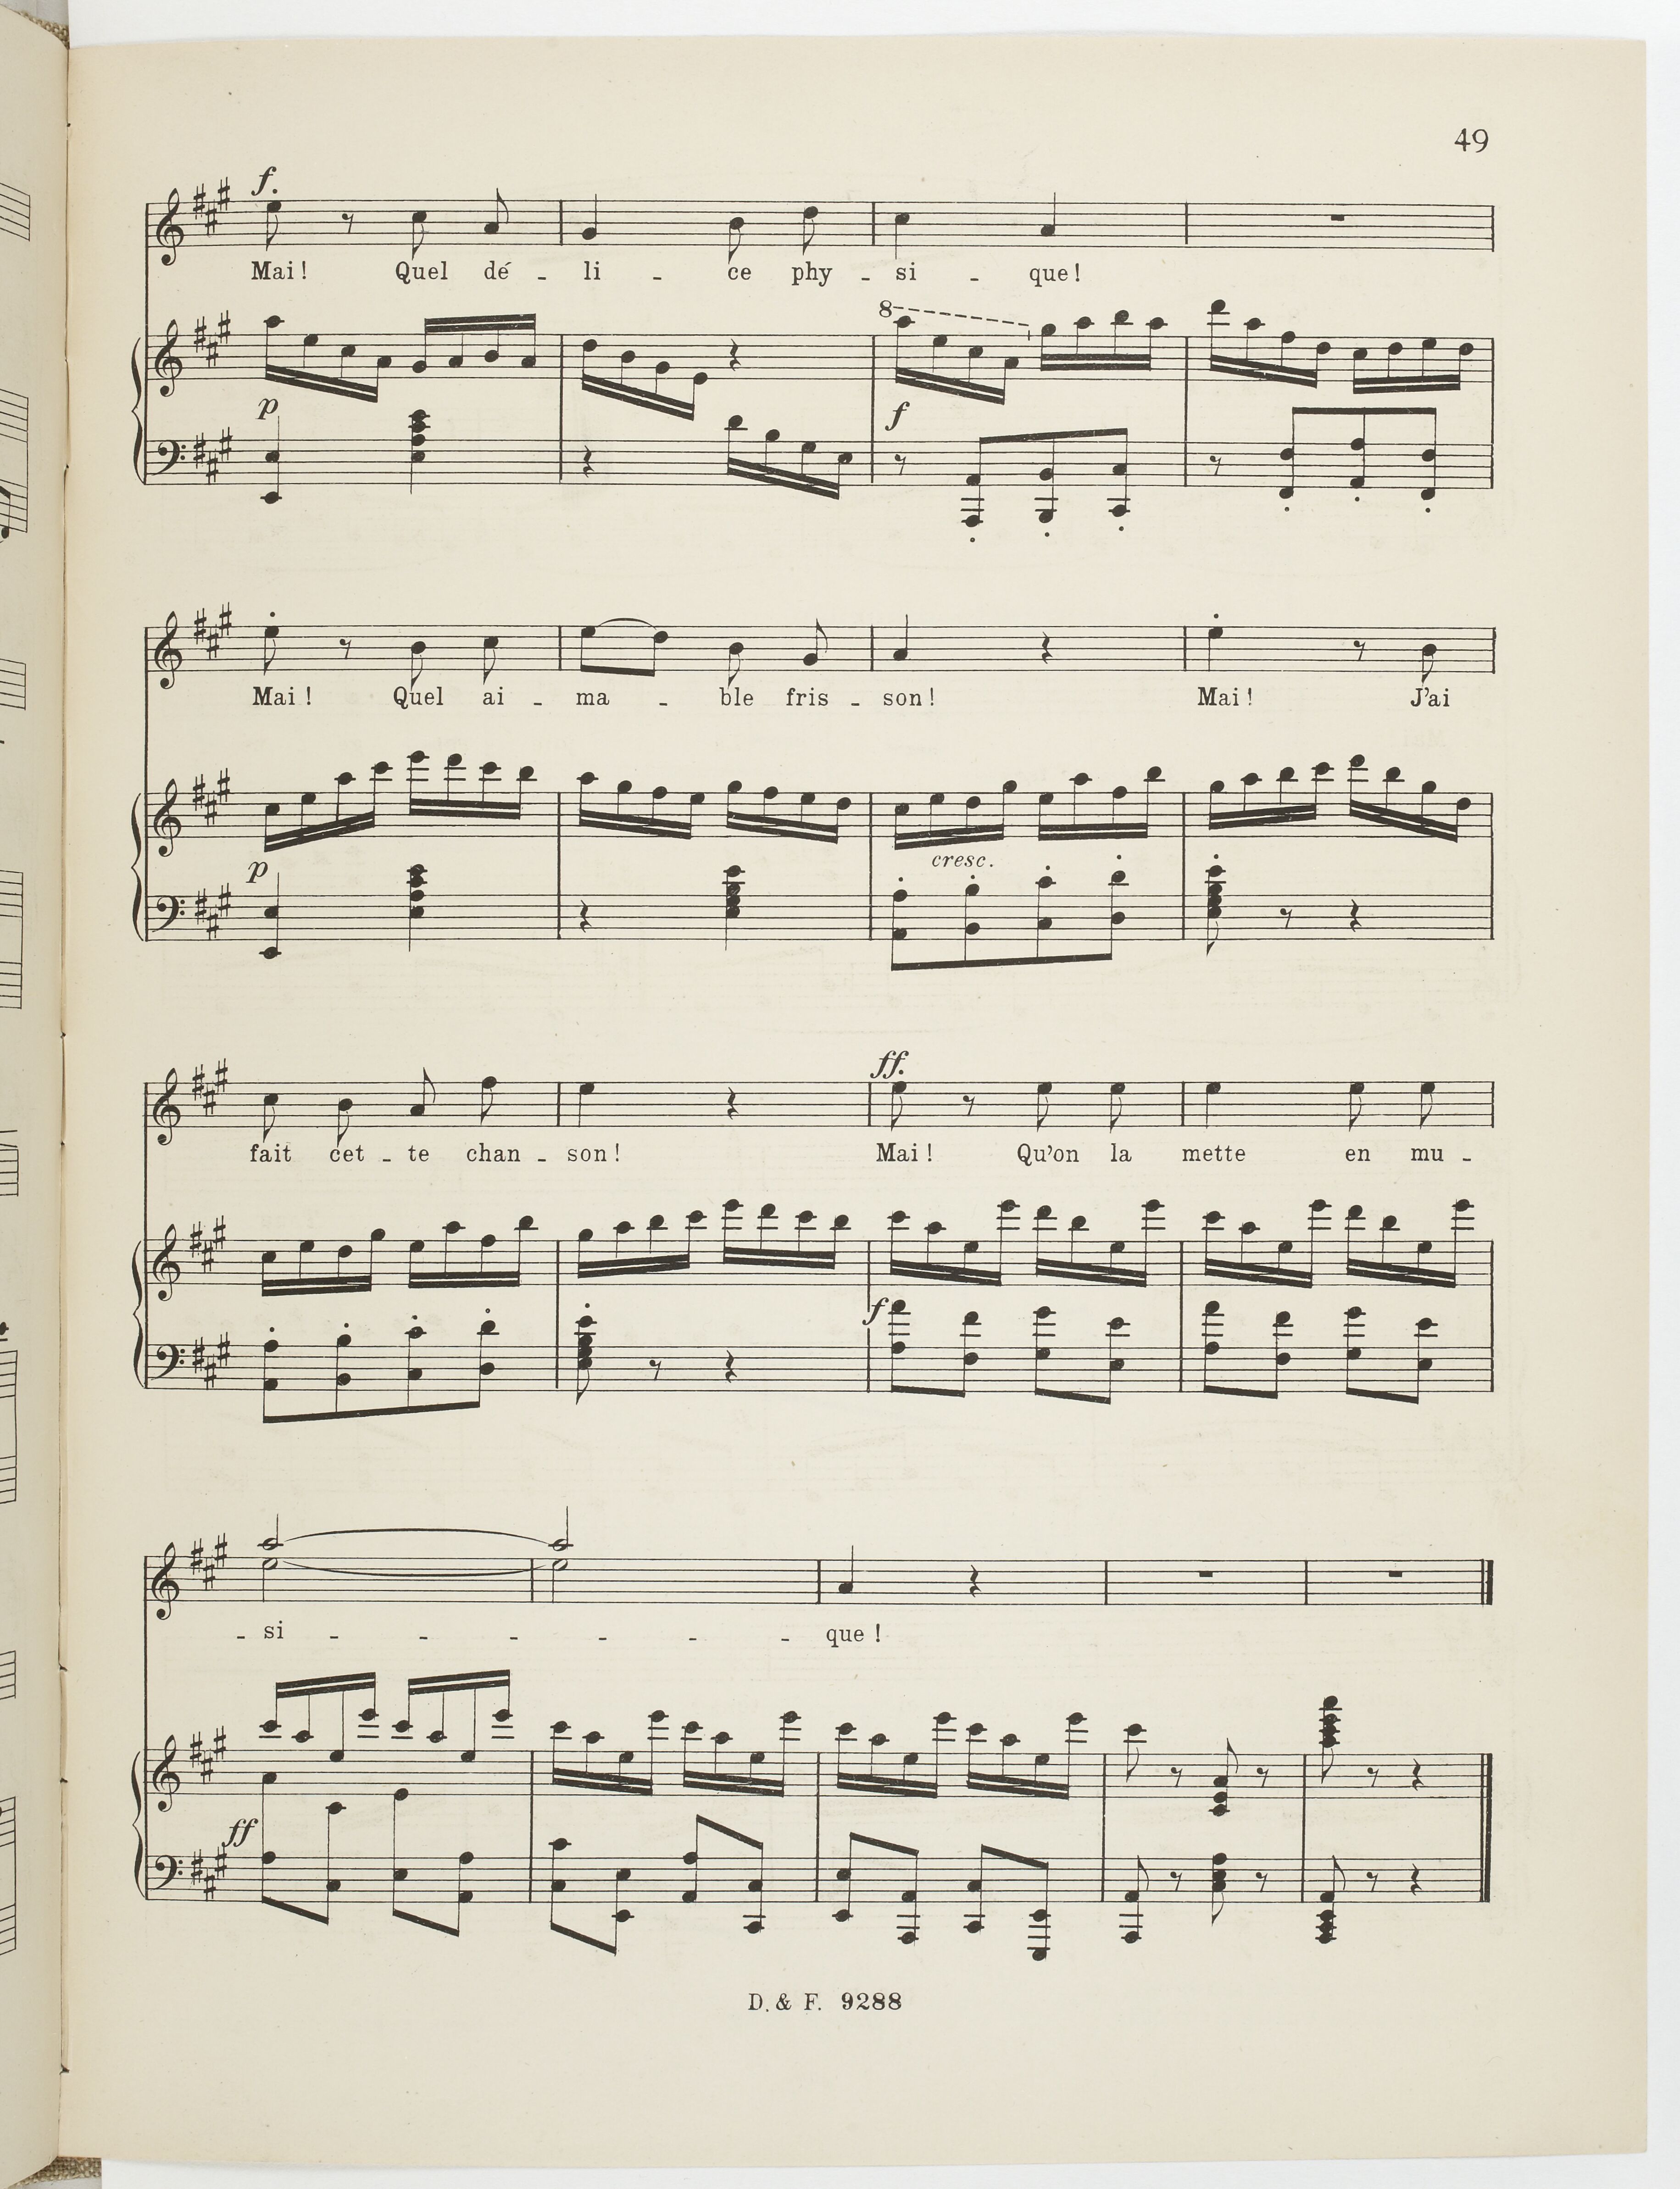 49
f.
Mai! Quel dé - li - ce phy - si - que!
8
p f
Mai! Quel ai - ma - ble fris - son! Mai! J'ai
cresc.
p
ff.
fait cet - te chan - son! Mai! Qu'on la mette en mu -
f
- si - - - - - - que!
ff
D. & F. 9288